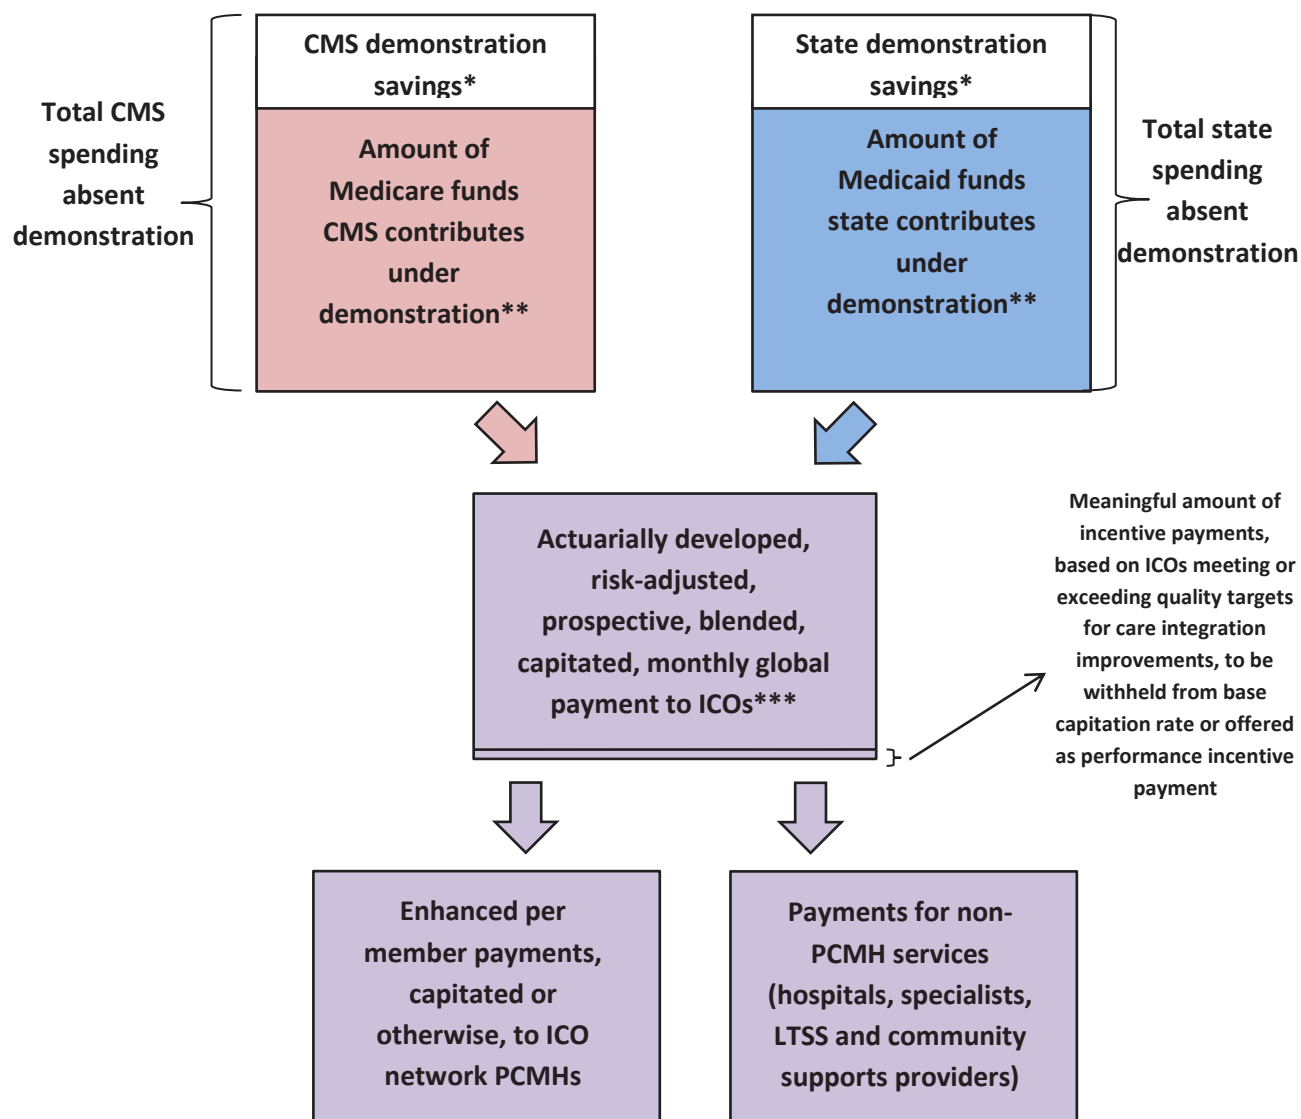 Total CMS
spending
absent
demonstration
CMS demonstration
savings*
Amount of
Medicare funds
CMS contributes
under
demonstration**
State demonstration
savings*
Amount of
Medicaid funds
state contributes
under
demonstration**
Total state
spending
absent
demonstration
Actuarially developed,
risk-adjusted,
prospective, blended,
capitated, monthly global
payment to ICOs***
Meaningful amount of
incentive payments,
based on ICOs meeting or
exceeding quality targets
for care integration
improvements, to be
withheld from base
capitation rate or offered
as performance incentive
payment
Enhanced per
member payments,
capitated or
otherwise, to ICO
network PCMHs
Payments for non-
PCMH services
(hospitals, specialists,
LTSS and community
supports providers)